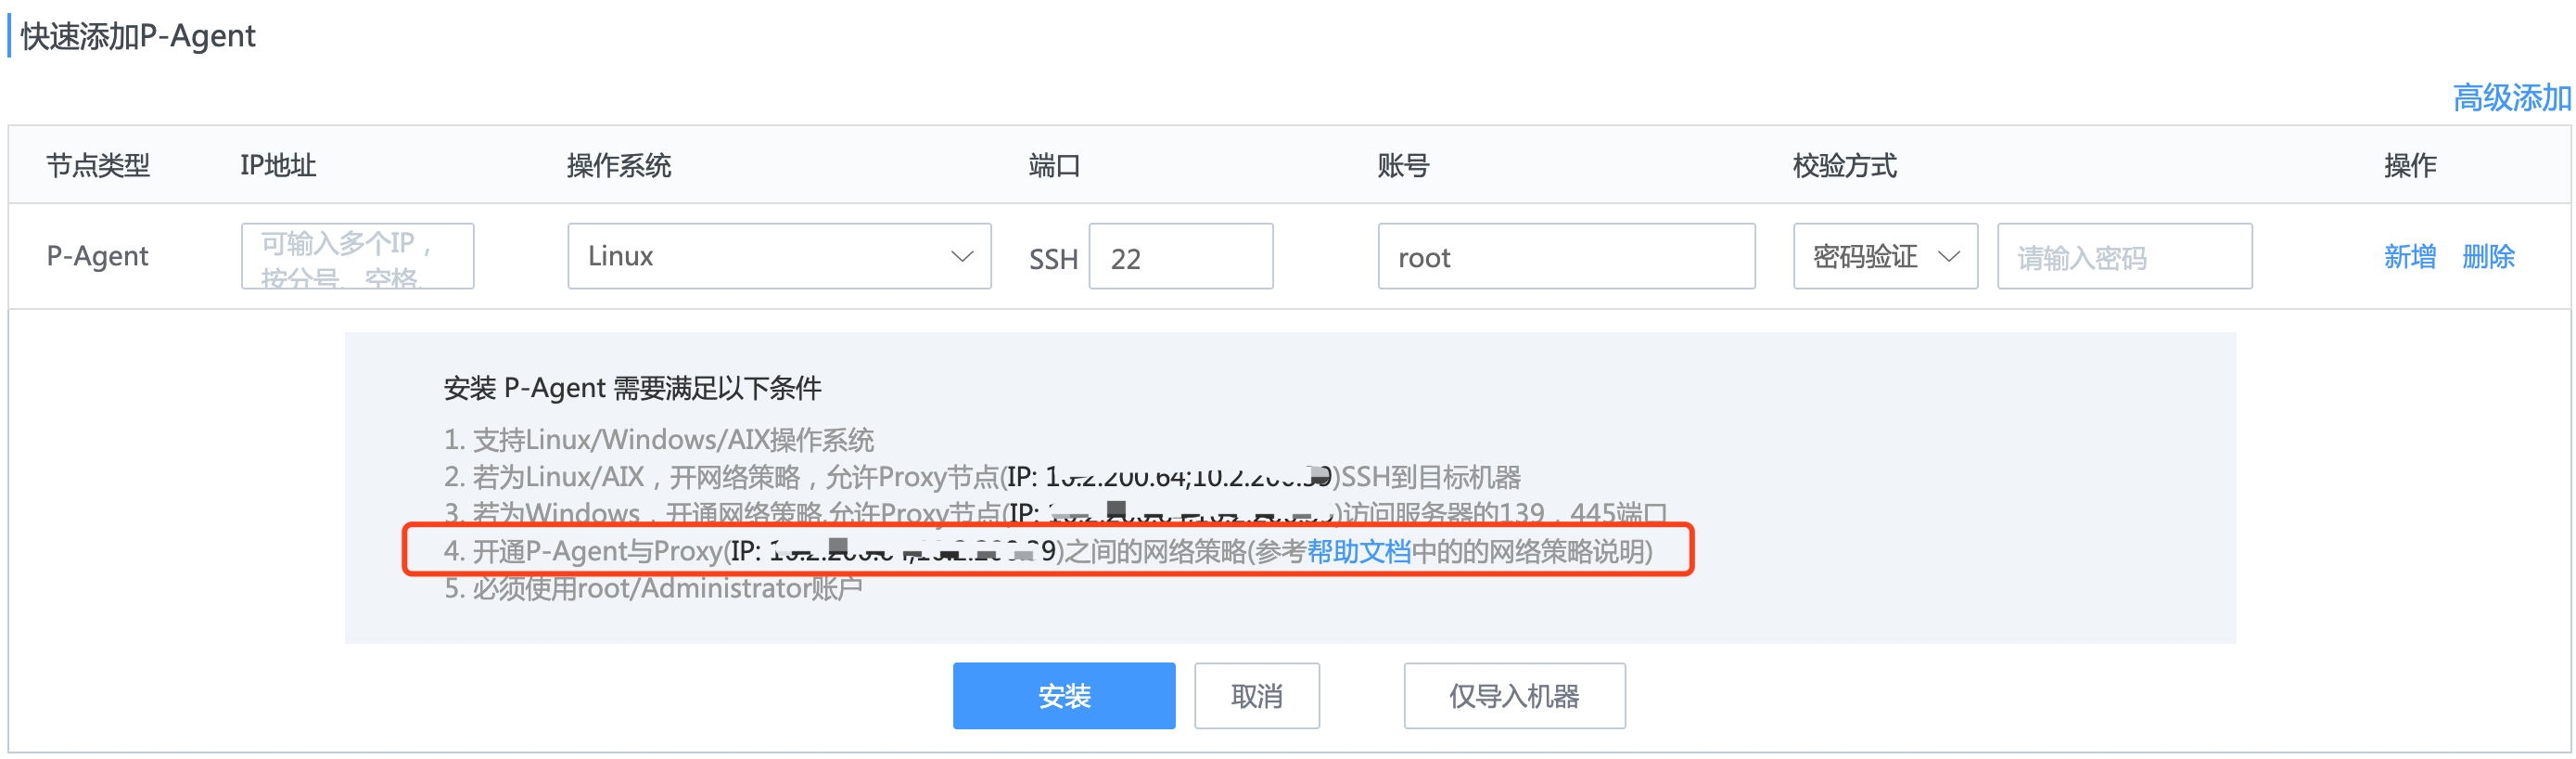 快速添加P-Agent
高级添加
节点类型 IP地址 操作系统 端口 账号 校验方式 操作
P-Agent 可输入多个IP，按分号、空格、 Linux SSH 22 root 密码验证 请输入密码 新增 删除
安装 P-Agent 需要满足以下条件
1. 支持Linux/Windows/AIX操作系统
2. 若为Linux/AIX，开网络策略，允许Proxy节点(IP: )SSH到目标机器
3. 若为Windows，开通网络策略,允许Proxy节点(IP: )访问服务器的139，445端口
4. 开通P-Agent与Proxy(IP: )之间的网络策略(参考帮助文档中的的网络策略说明)
5. 必须使用root/Administrator账户
安装 取消 仅导入机器